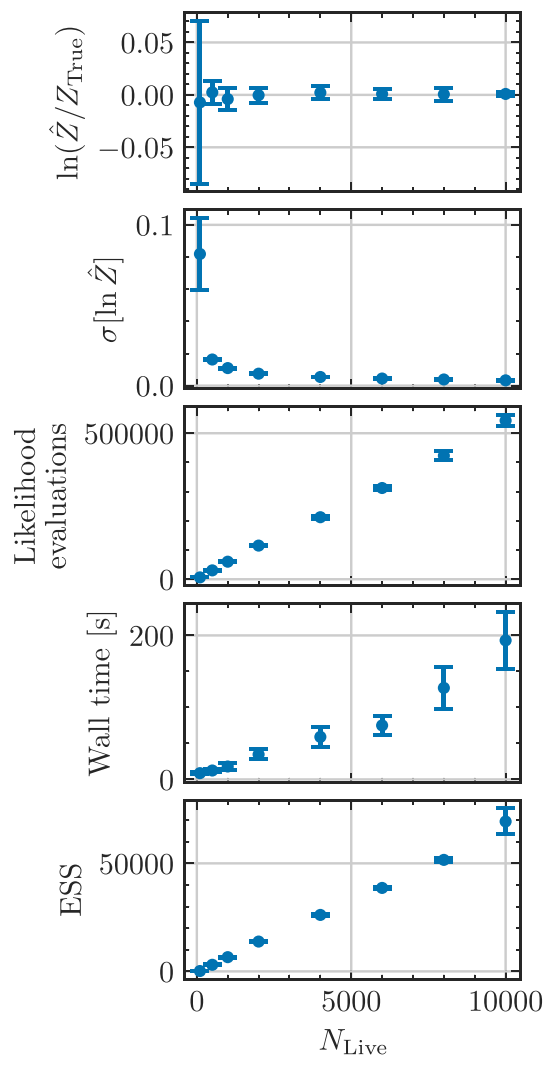 ln(Ẑ/Z_True)
0.05
0.00
−0.05
σ[ln Ẑ]
0.1
0.0
Likelihood
evaluations
500000
0
Wall time [s]
200
0
ESS
50000
0
0 5000 10000
N_Live